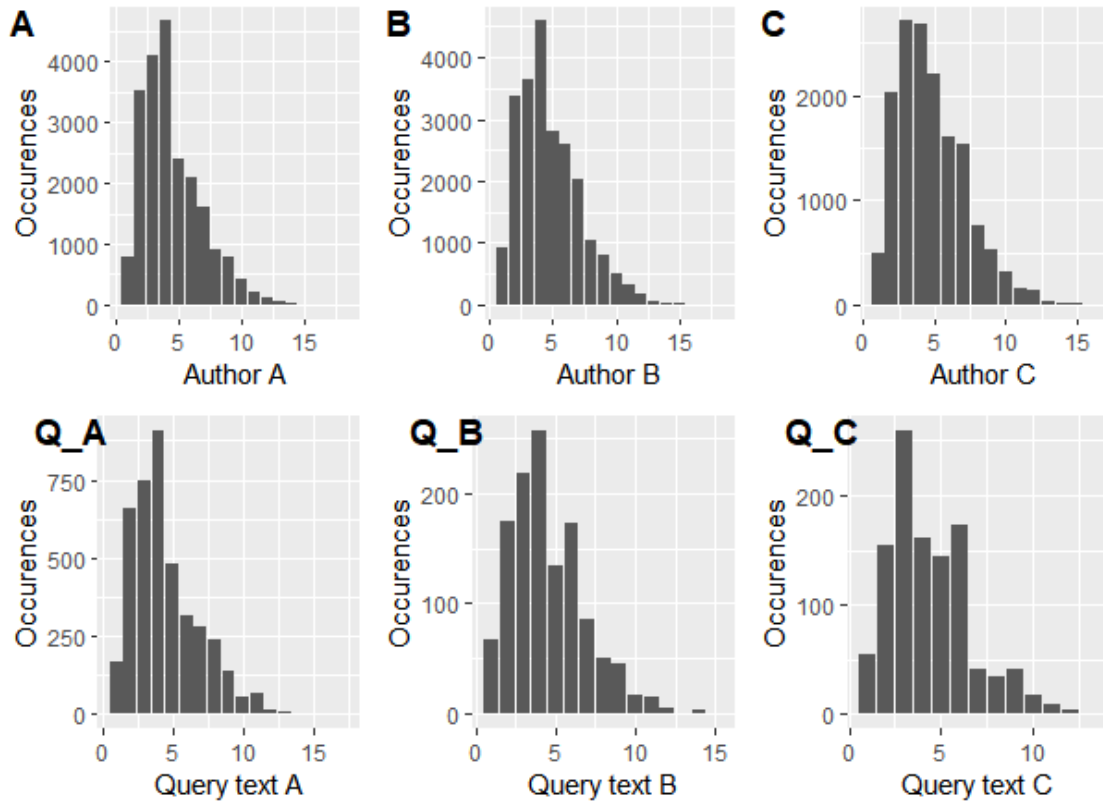 A
Occurences
4000
3000
2000
1000
0
0 5 10 15
Author A
B
Occurences
4000
3000
2000
1000
0
0 5 10 15
Author B
C
Occurences
2000
1000
0
0 5 10 15
Author C
Q_A
Occurences
750
500
250
0
0 5 10 15
Query text A
Q_B
Occurences
200
100
0
0 5 10 15
Query text B
Q_C
Occurences
200
100
0
0 5 10
Query text C